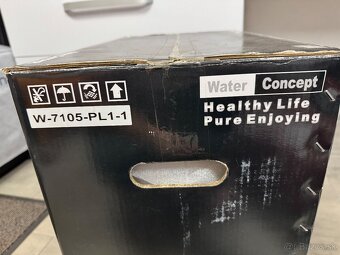 Water Concept
W-7105-PL1-1
Healthy Life
Pure Enjoying